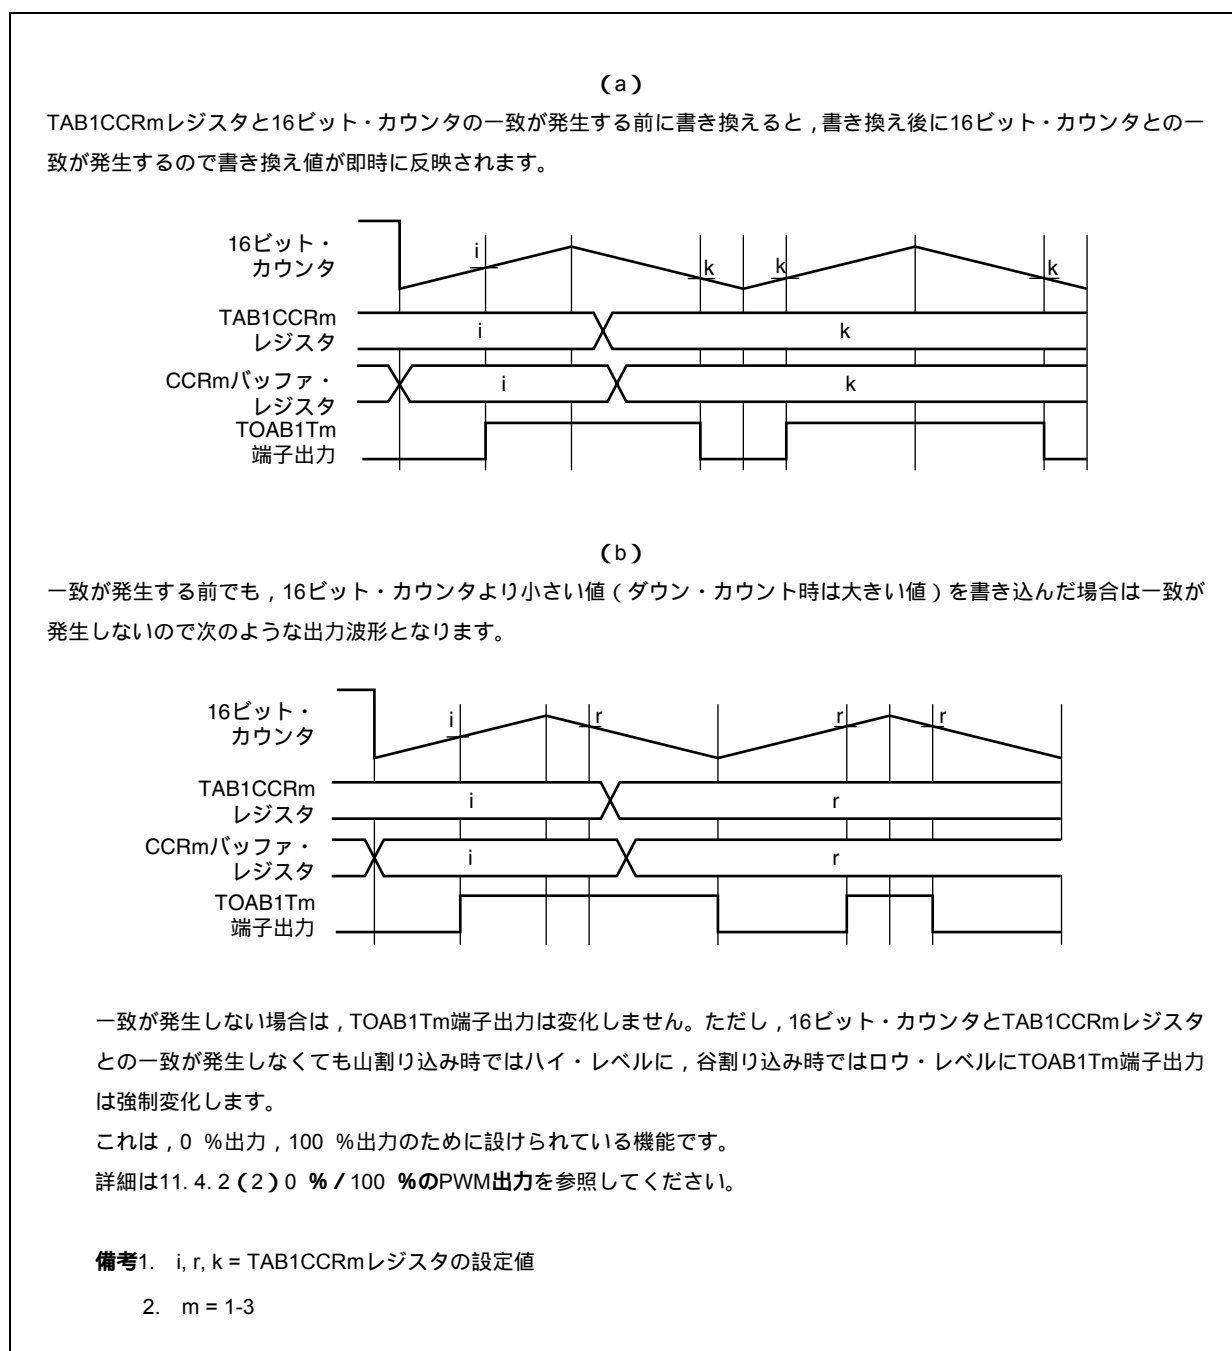 (a)
TAB1CCRmレジスタと16ビット・カウンタの一致が発生する前に書き換えると,書き換え後に16ビット・カウンタとの一
致が発生するので書き換え値が即時に反映されます。
16ビット・
カウンタ
i
k
k
k
TAB1CCRm
レジスタ
i
k
CCRmバッファ・
レジスタ
i
k
TOAB1Tm
端子出力
(b)
一致が発生する前でも,16ビット・カウンタより小さい値(ダウン・カウント時は大きい値)を書き込んだ場合は一致が
発生しないので次のような出力波形となります。
16ビット・
カウンタ
i
r
r
r
TAB1CCRm
レジスタ
i
r
CCRmバッファ・
レジスタ
i
r
TOAB1Tm
端子出力
一致が発生しない場合は,TOAB1Tm端子出力は変化しません。ただし,16ビット・カウンタとTAB1CCRmレジスタ
との一致が発生しなくても山割り込み時ではハイ・レベルに,谷割り込み時ではロウ・レベルにTOAB1Tm端子出力
は強制変化します。
これは,0 %出力,100 %出力のために設けられている機能です。
詳細は11. 4. 2(2)0 %/100 %のPWM出力を参照してください。
備考1. i, r, k = TAB1CCRmレジスタの設定値
2. m = 1-3